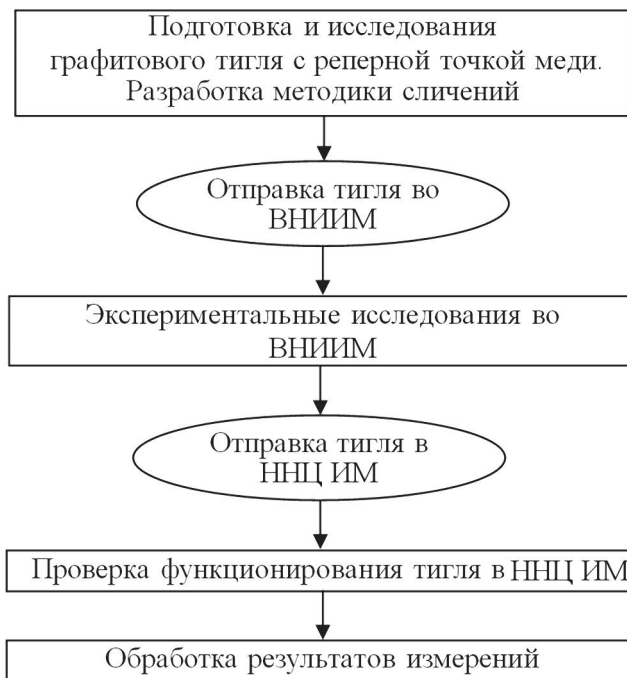 Подготовка и исследования
графитового тигля с реперной точкой меди.
Разработка методики сличений
Отправка тигля во
ВНИИМ
Экспериментальные исследования во
ВНИИМ
Отправка тигля в
ННЦ ИМ
Проверка функционирования тигля в ННЦ ИМ
Обработка результатов измерений